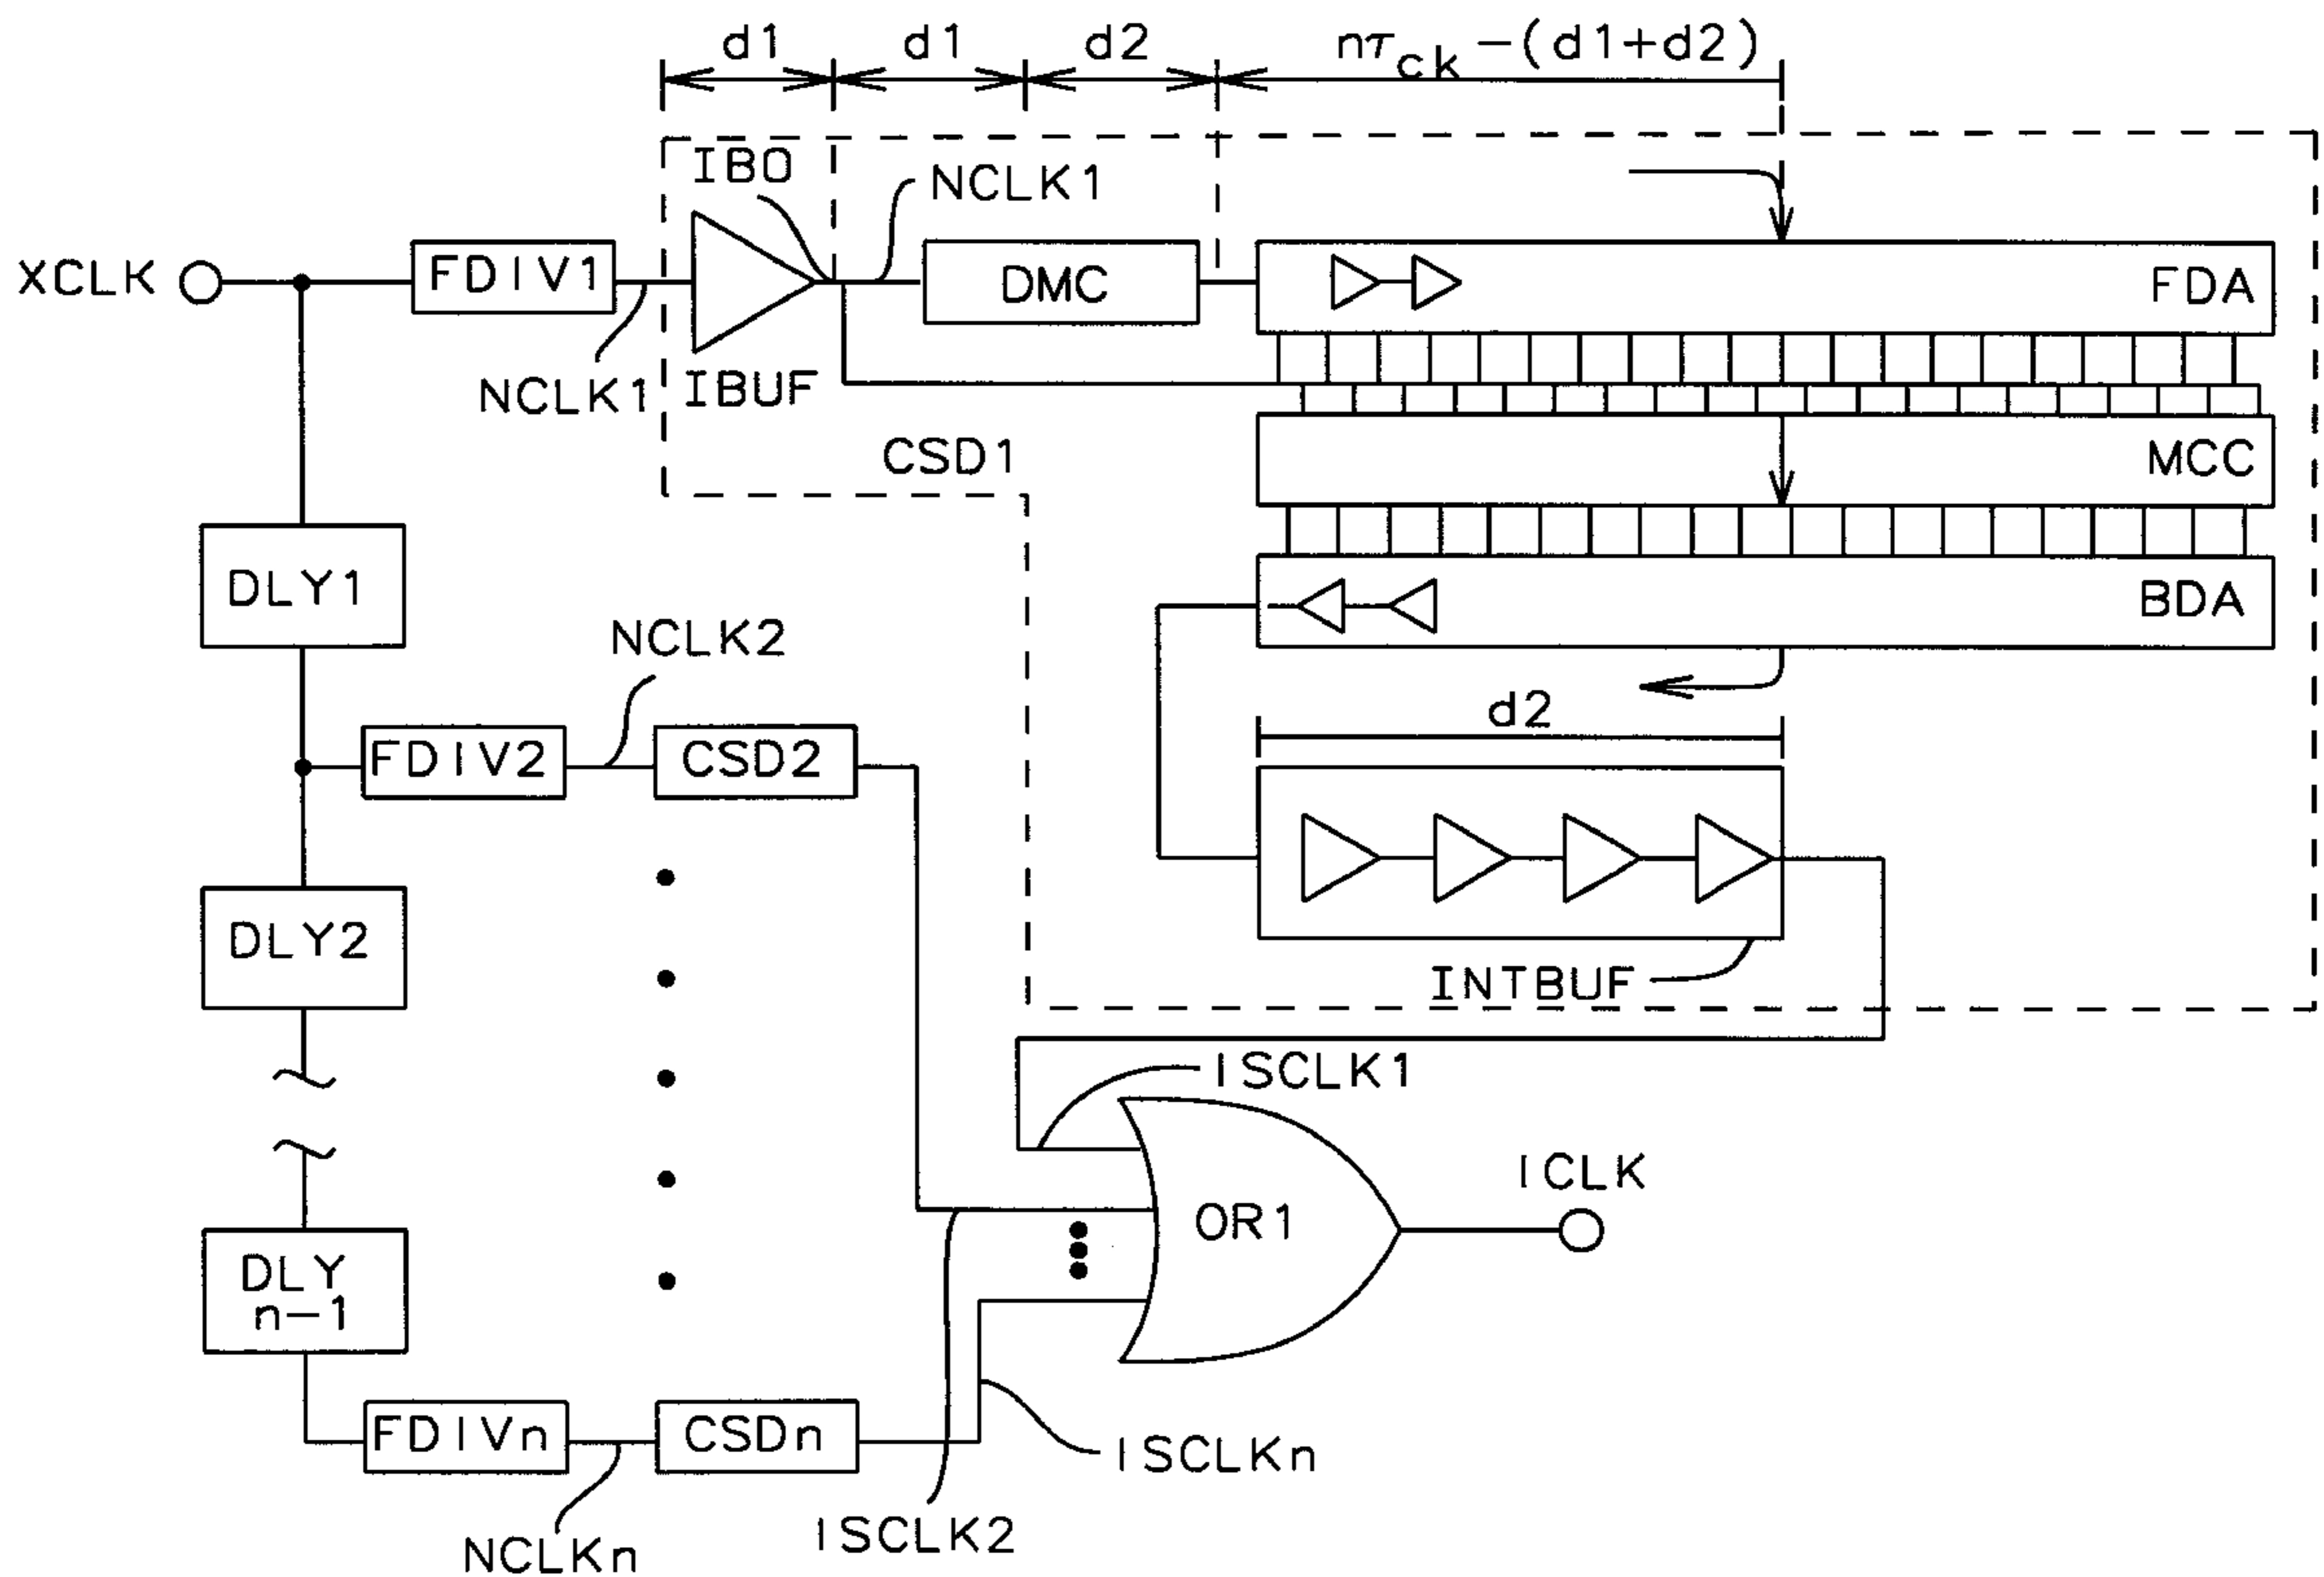 d1
d1
d2
nτck-(d1+d2)
IBO
NCLK1
XCLK
FDIV1
DMC
FDA
NCLK1
IBUF
CSD1
MCC
DLY1
BDA
NCLK2
d2
FDIV2
CSD2
DLY2
INTBUF
ISCLK1
ICLK
OR1
DLY
n-1
FDIVn
CSDn
ISCLKn
ISCLK2
NCLKn